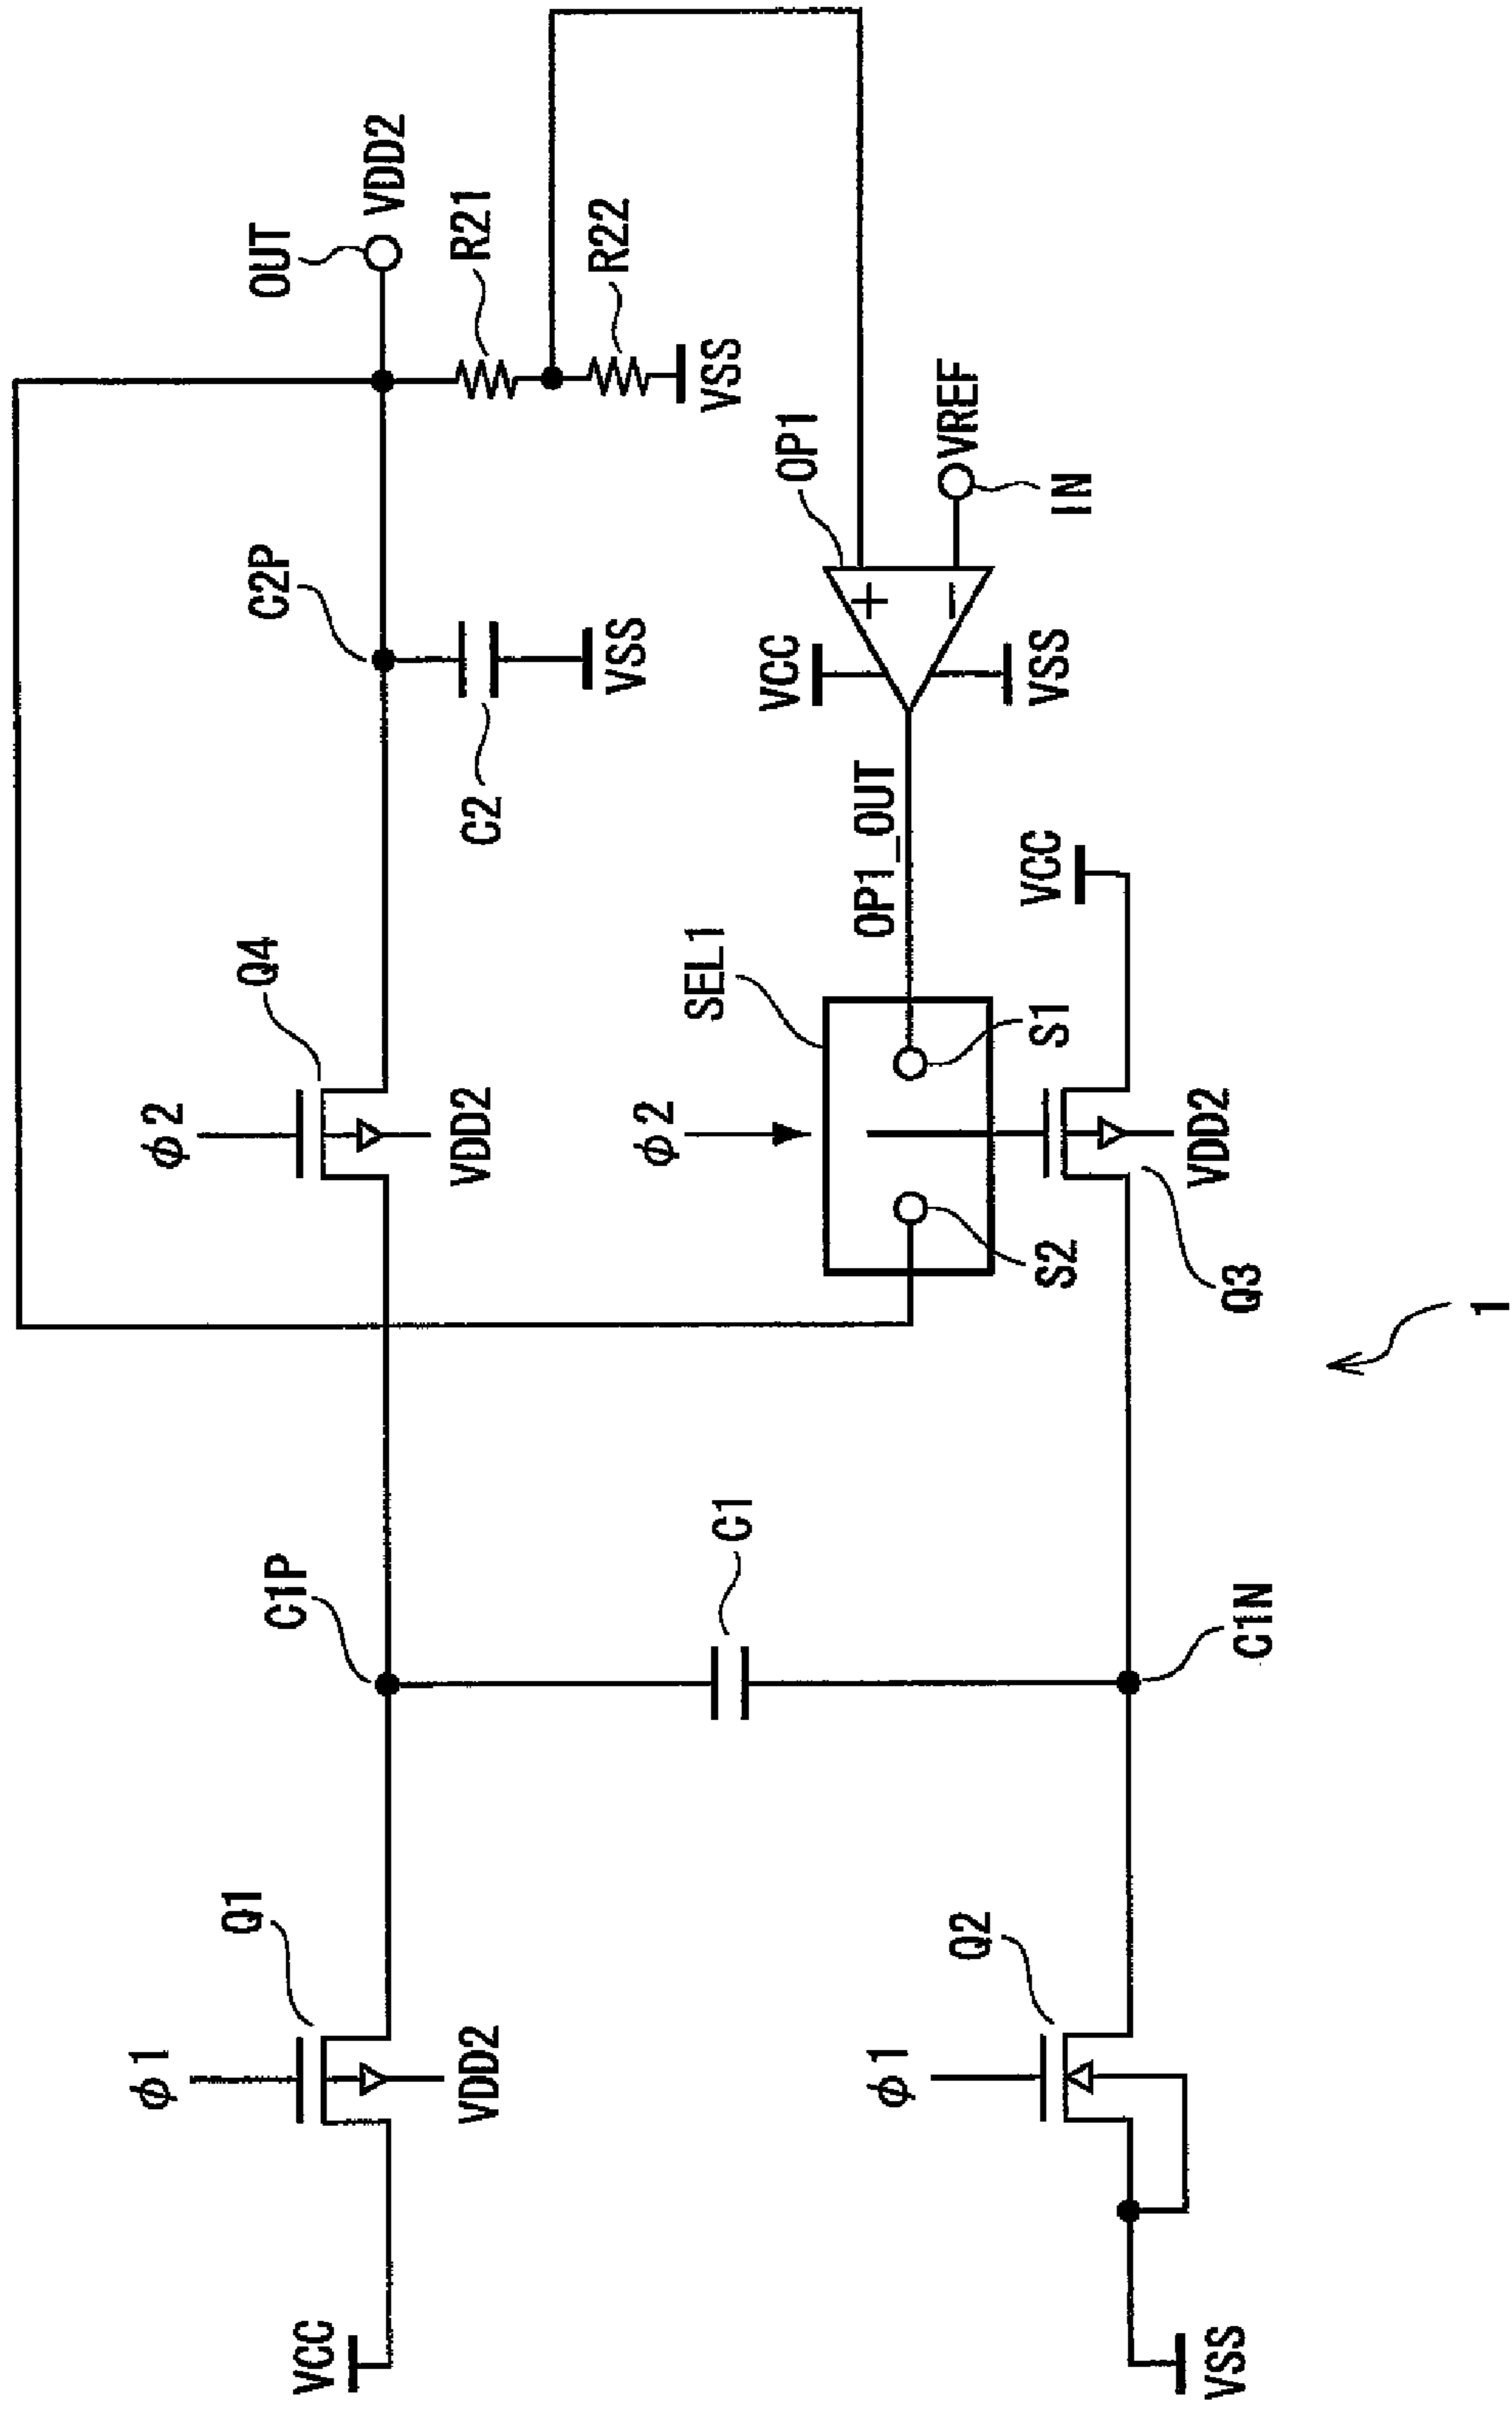 OUT
VDD2
Q4
C2P
φ2
VDD2
R21
R22
VSS
C2
VSS
C1P
Q1
φ1
VDD2
VCC
C1
φ2
SEL1
OP1_OUT
OP1
VCC
+
−
VSS
VREF
IN
S2
S1
VCC
VDD2
Q3
C1N
Q2
φ1
VSS
1